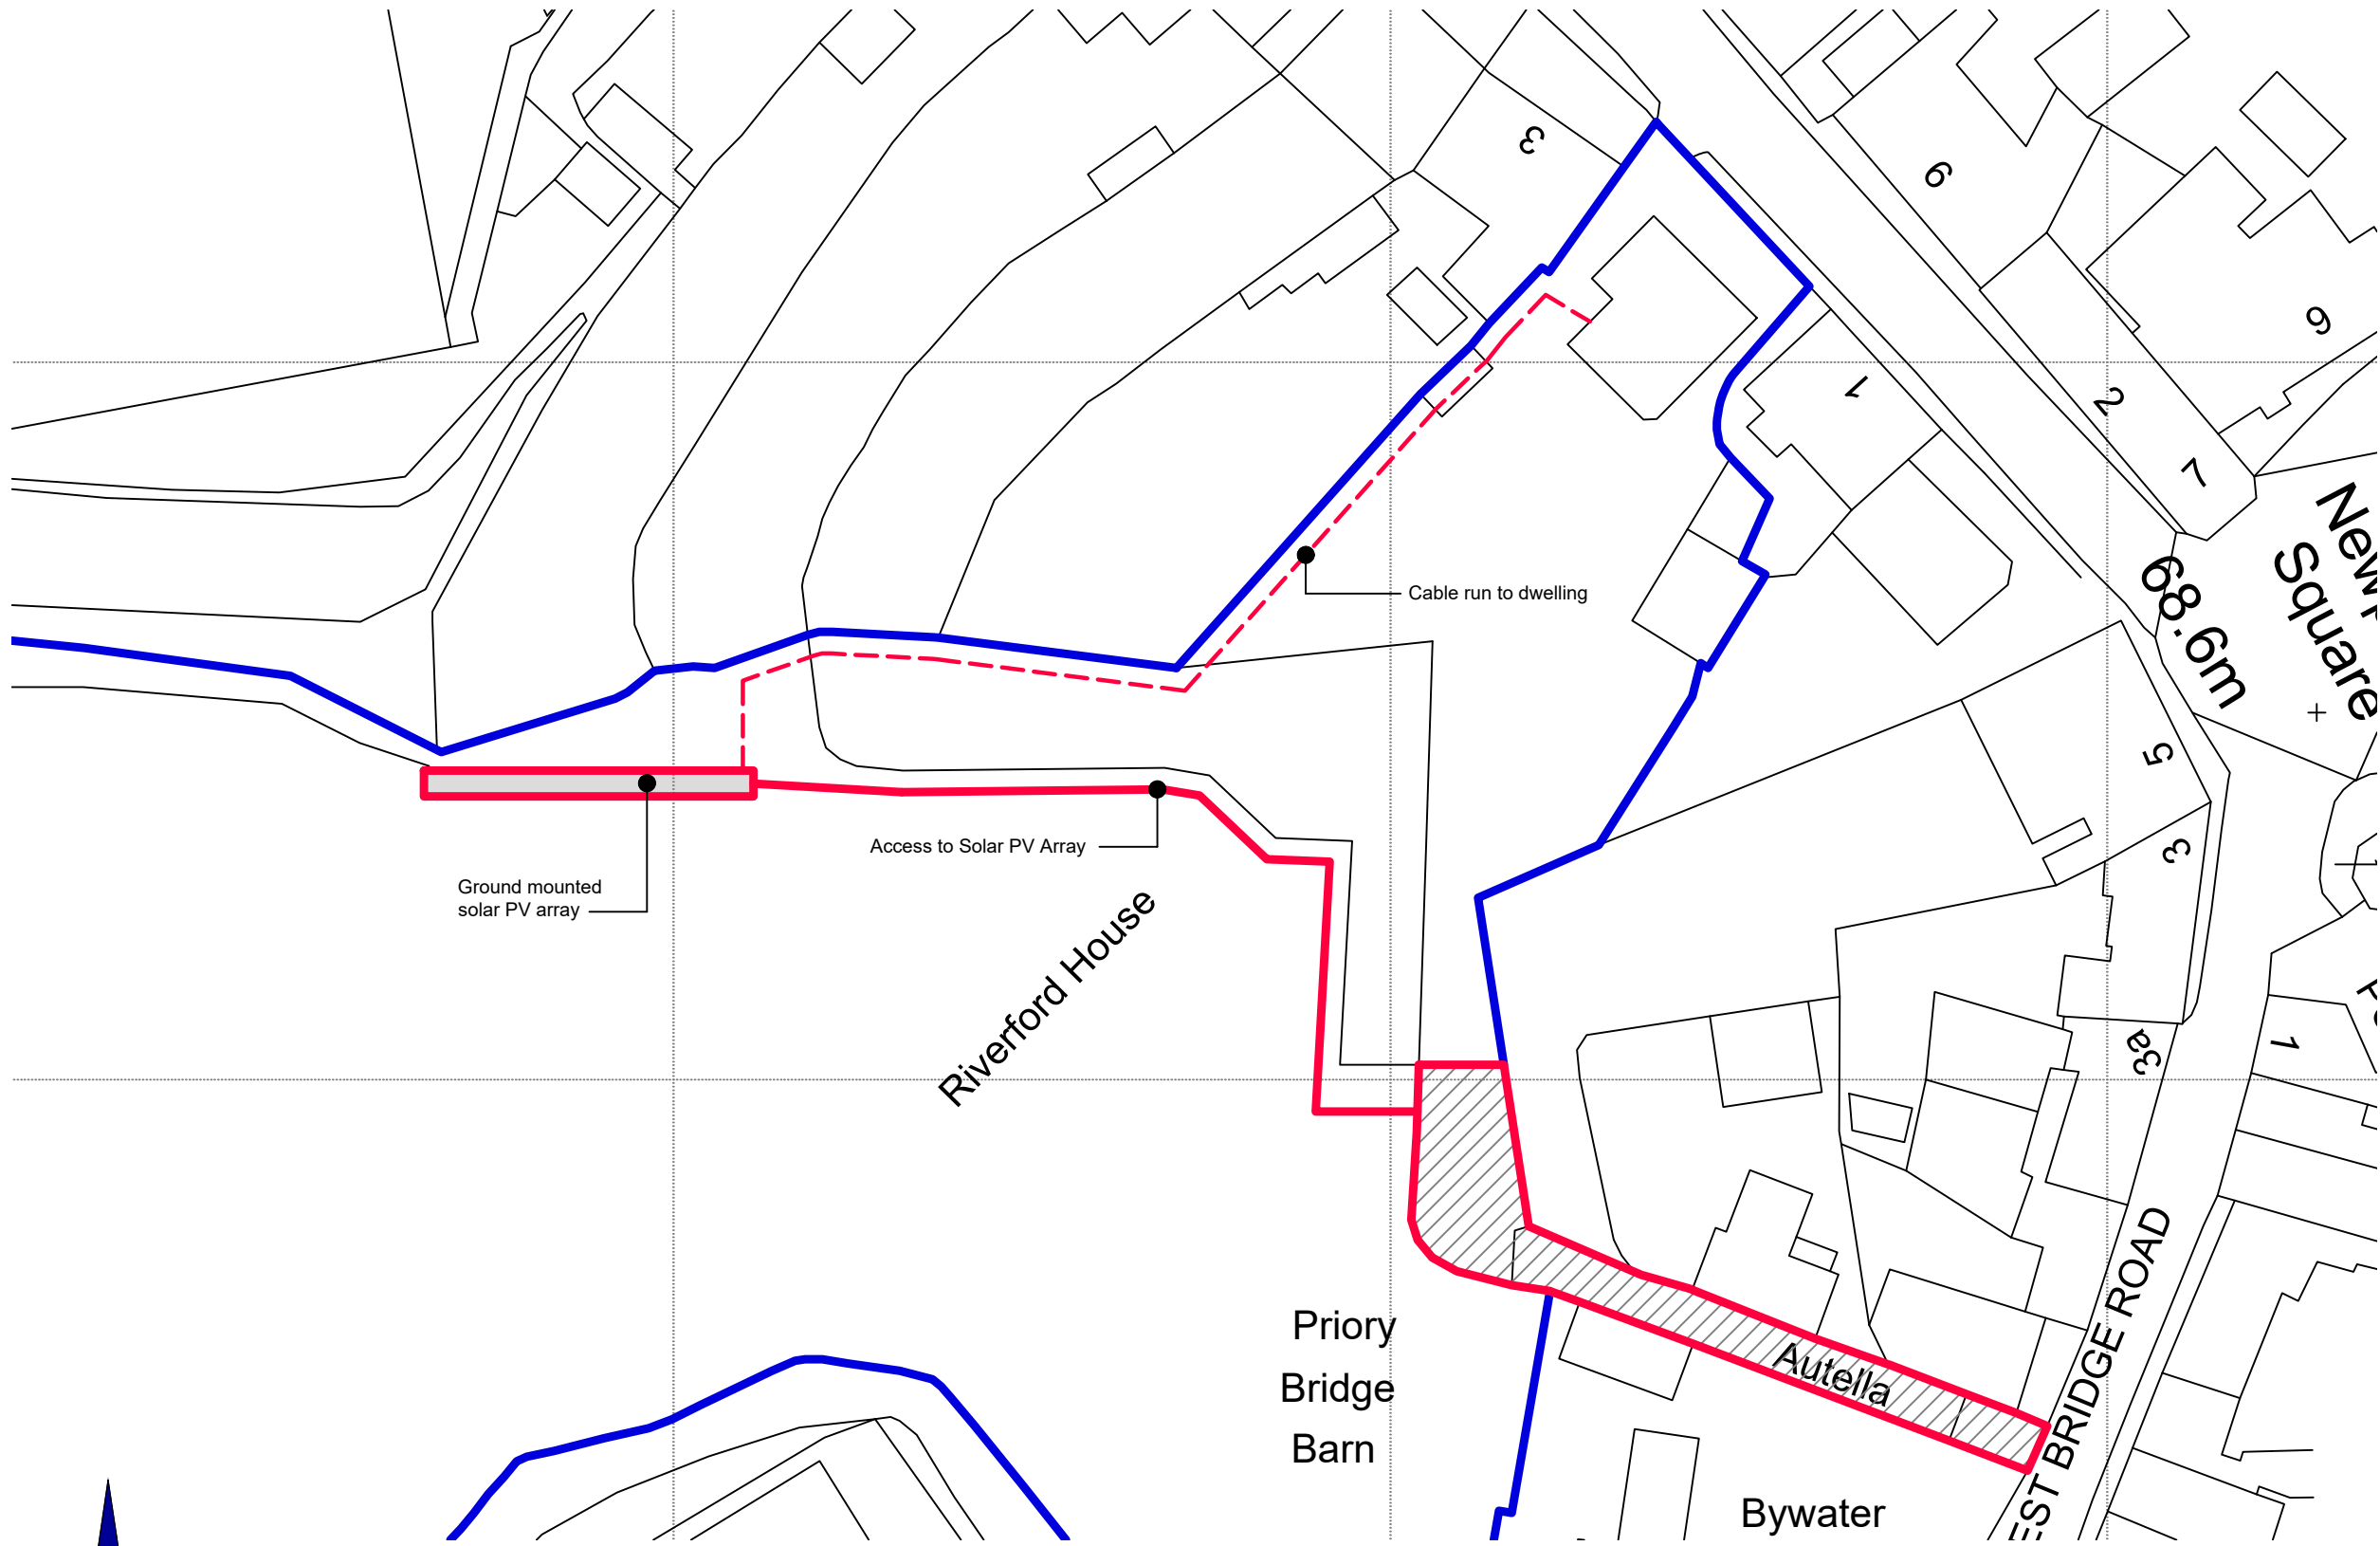 3
6
9
1
2
7
Square
68.6m
Cable run to dwelling
5
3
Access to Solar PV Array
Ground mounted
solar PV array
Riverford House
1
3a
Priory
Bridge
Barn
Autella
BRIDGE ROAD
Bywater